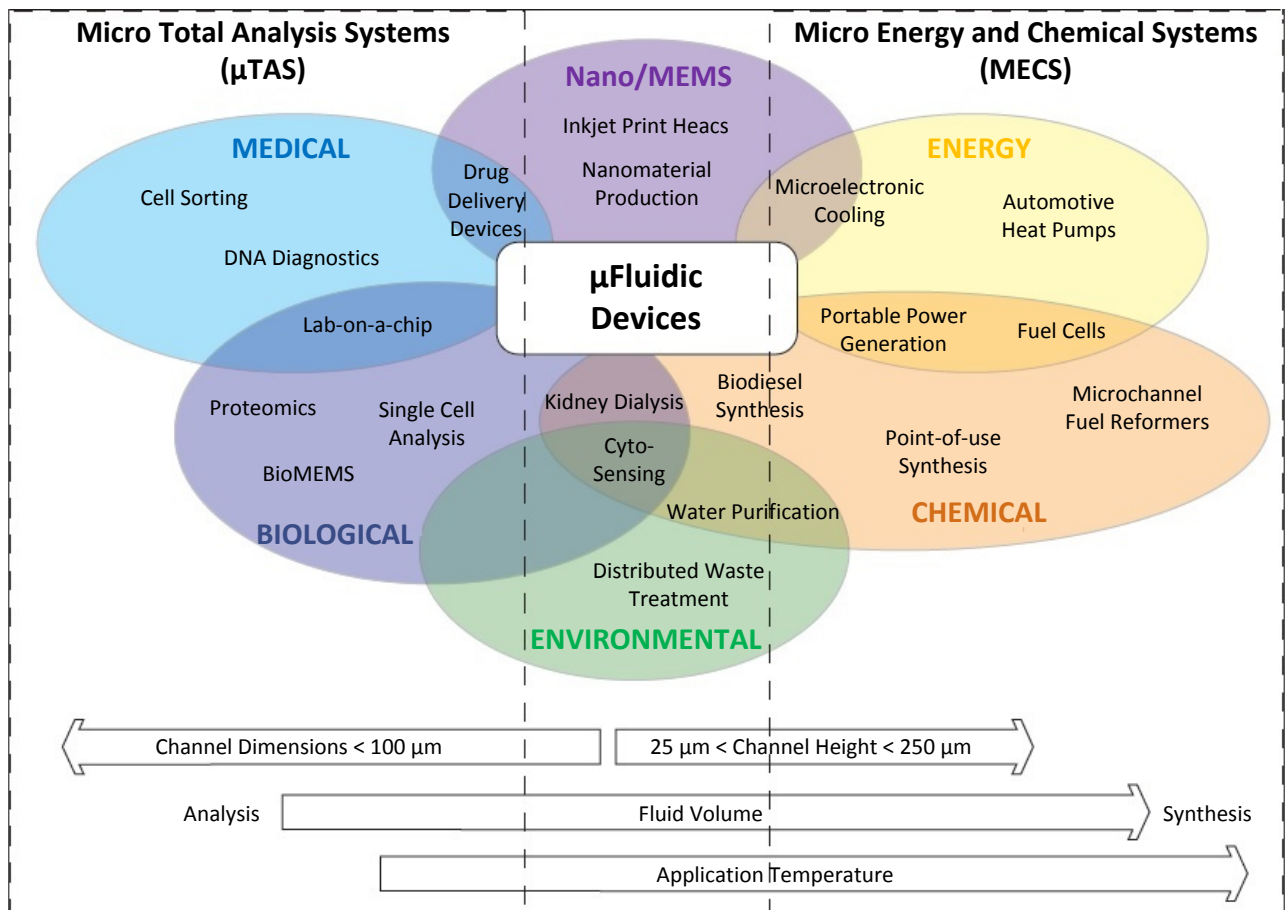 Micro Total Analysis Systems
(µTAS)
Micro Energy and Chemical Systems
(MECS)
Nano/MEMS
Inkjet Print Heacs
Nanomaterial
Production
MEDICAL
Cell Sorting
DNA Diagnostics
Drug
Delivery
Devices
Microelectronic
Cooling
ENERGY
Automotive
Heat Pumps
µFluidic
Devices
Lab-on-a-chip
Portable Power
Generation
Fuel Cells
Proteomics
Single Cell
Analysis
BioMEMS
BIOLOGICAL
Kidney Dialysis
Cyto-
Sensing
Biodiesel
Synthesis
Microchannel
Fuel Reformers
Point-of-use
Synthesis
CHEMICAL
Water Purification
Distributed Waste
Treatment
ENVIRONMENTAL
Channel Dimensions < 100 µm
25 µm < Channel Height < 250 µm
Analysis
Fluid Volume
Synthesis
Application Temperature